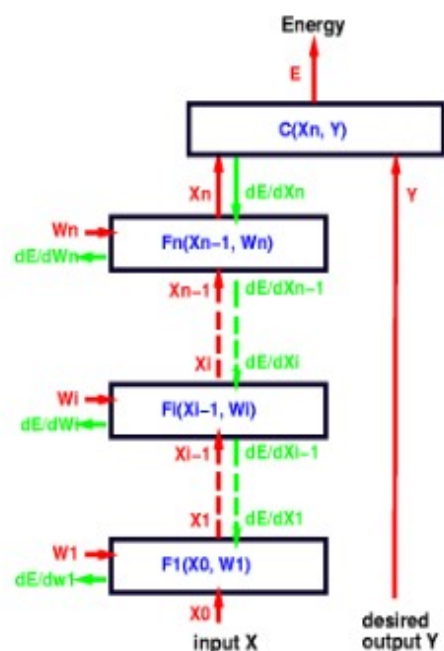 Energy
E
C(Xn, Y)
Xn
dE/dXn
Y
Wn
Fn(Xn-1, Wn)
dE/dWn
Xn-1
dE/dXn-1
Xi
dE/dXi
Wi
Fi(Xi-1, Wi)
dE/dWi
Xi-1
dE/dXi-1
X1
dE/dX1
W1
F1(X0, W1)
dE/dw1
X0
input X
desired
output Y